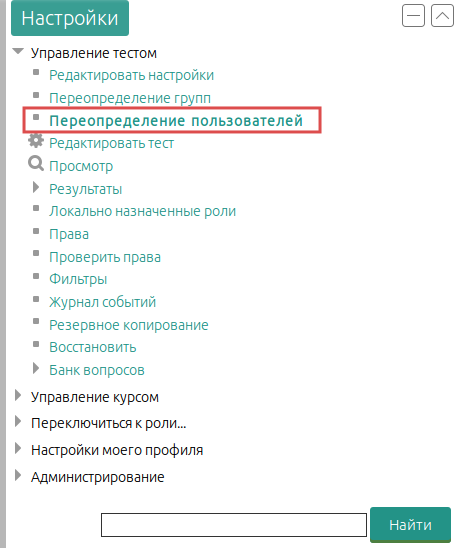 Настройки
Управление тестом
Редактировать настройки
Переопределение групп
Переопределение пользователей
Редактировать тест
Просмотр
Результаты
Локально назначенные роли
Права
Проверить права
Фильтры
Журнал событий
Резервное копирование
Восстановить
Банк вопросов
Управление курсом
Переключиться к роли...
Настройки моего профиля
Администрирование
Найти